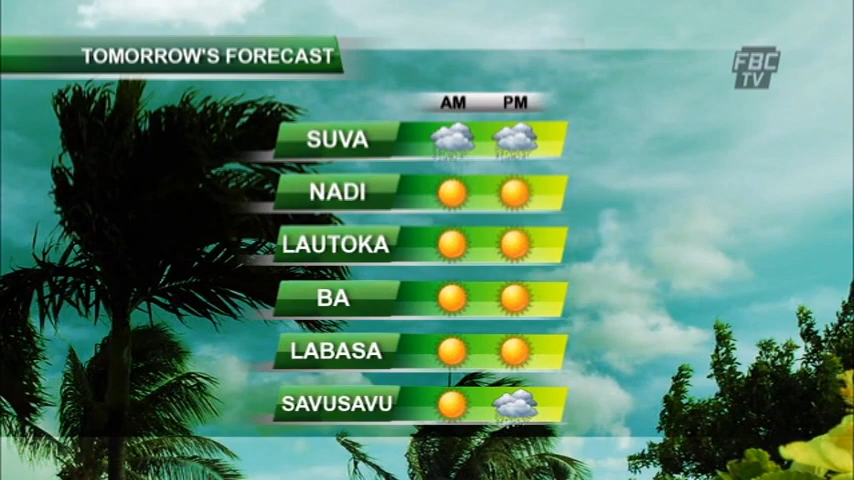 TOMORROW'S FORECAST
FBC
TV
AM PM
SUVA
NADI
LAUTOKA
BA
LABASA
SAVUSAVU